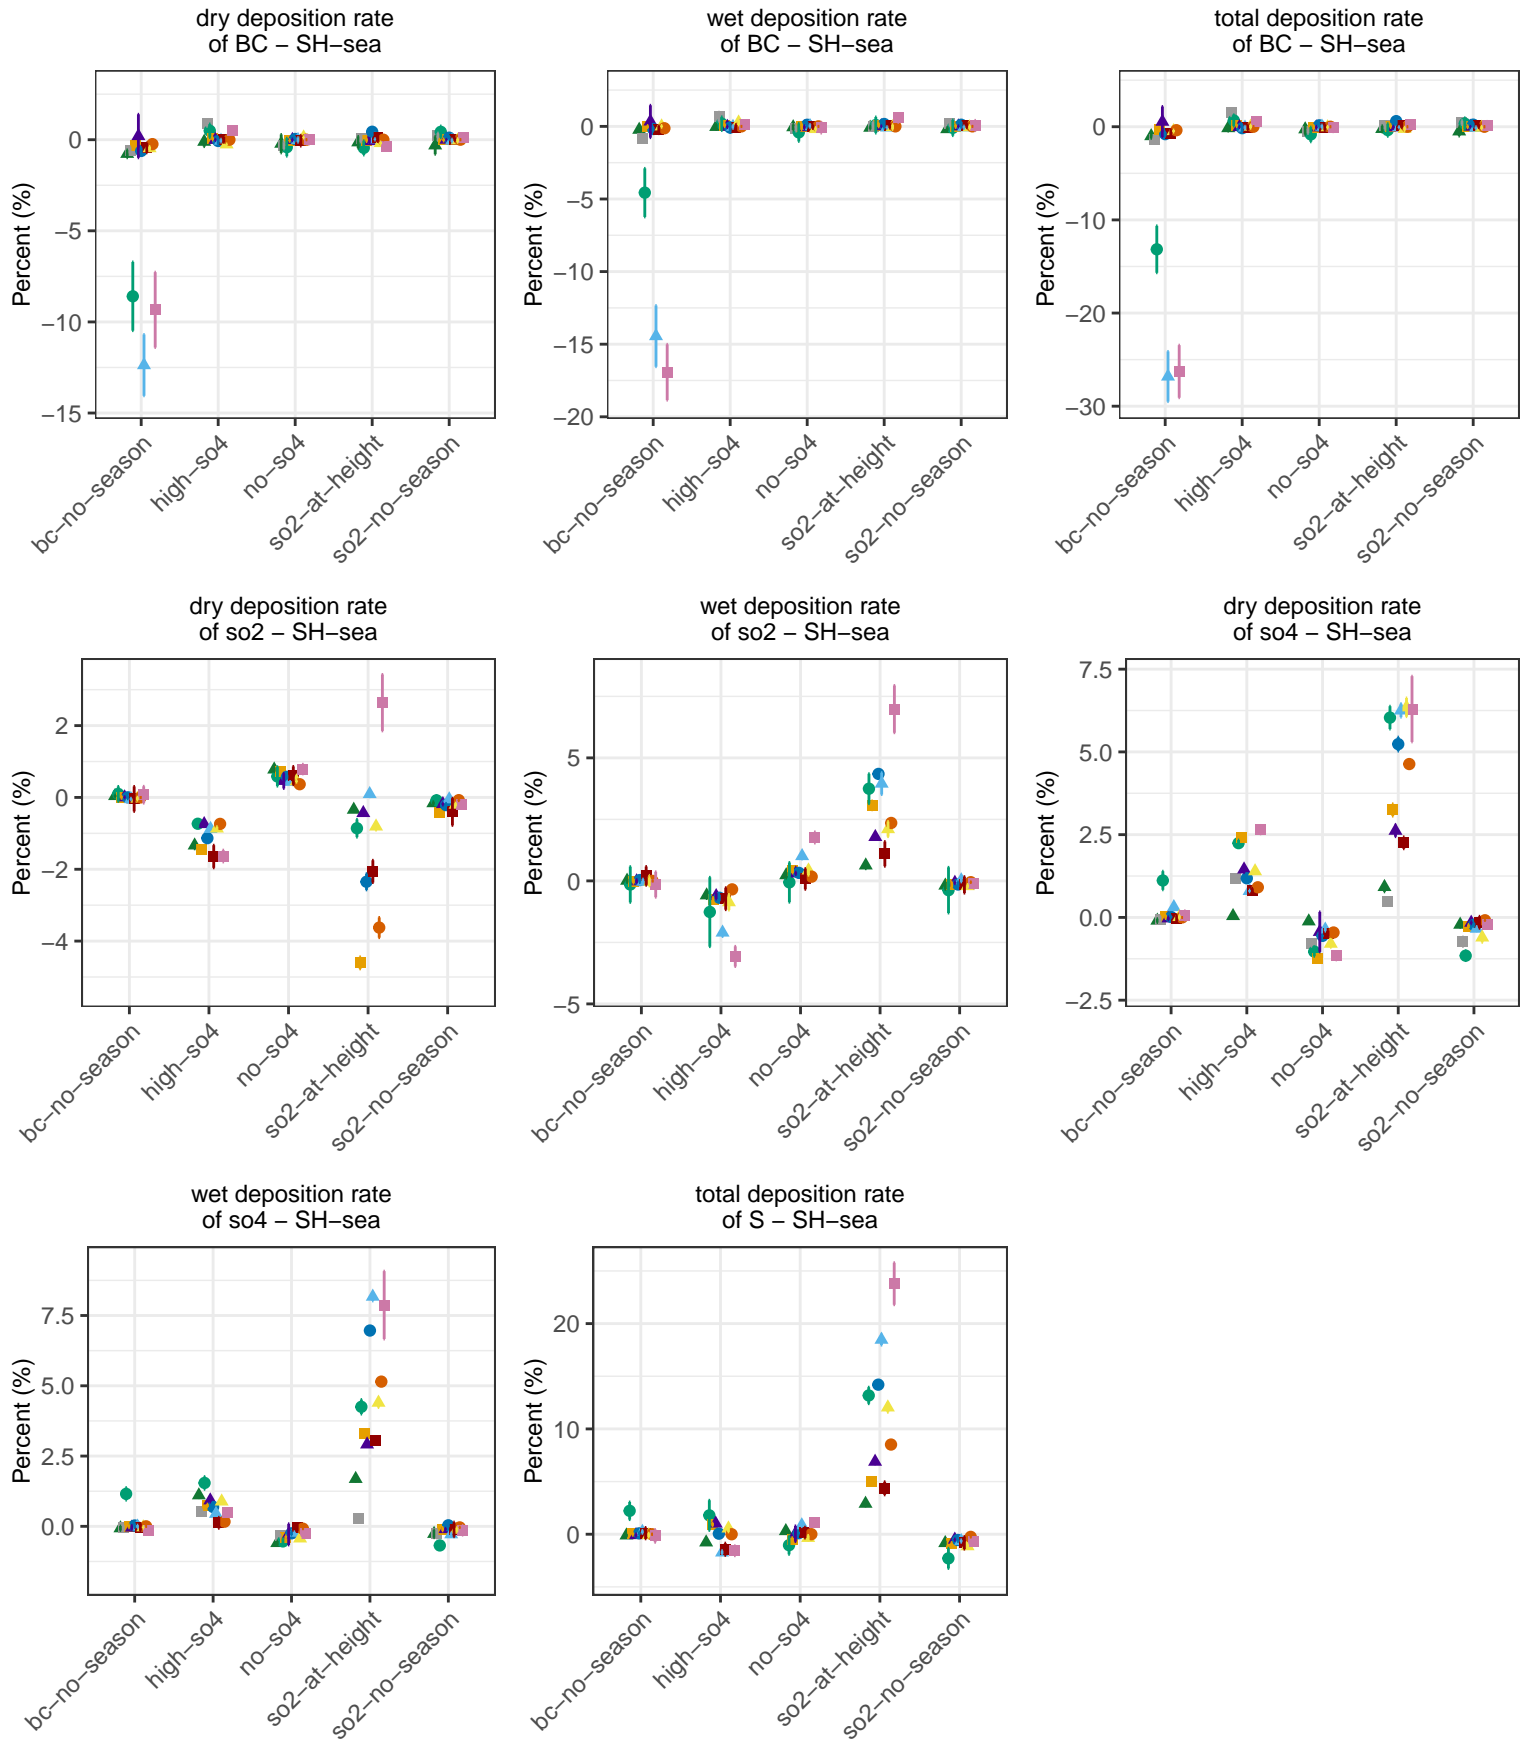 dry deposition rate
of BC − SH−sea
Percent (%)
0
−5
−10
−15
bc−no−season
high−so4
no−so4
so2−at−height
so2−no−season
wet deposition rate
of BC − SH−sea
Percent (%)
0
−5
−10
−15
−20
bc−no−season
high−so4
no−so4
so2−at−height
so2−no−season
total deposition rate
of BC − SH−sea
Percent (%)
0
−10
−20
−30
bc−no−season
high−so4
no−so4
so2−at−height
so2−no−season
dry deposition rate
of so2 − SH−sea
Percent (%)
2
0
−2
−4
bc−no−season
high−so4
no−so4
so2−at−height
so2−no−season
wet deposition rate
of so2 − SH−sea
Percent (%)
5
0
−5
bc−no−season
high−so4
no−so4
so2−at−height
so2−no−season
dry deposition rate
of so4 − SH−sea
Percent (%)
7.5
5.0
2.5
0.0
−2.5
bc−no−season
high−so4
no−so4
so2−at−height
so2−no−season
wet deposition rate
of so4 − SH−sea
Percent (%)
7.5
5.0
2.5
0.0
bc−no−season
high−so4
no−so4
so2−at−height
so2−no−season
total deposition rate
of S − SH−sea
Percent (%)
20
10
0
bc−no−season
high−so4
no−so4
so2−at−height
so2−no−season